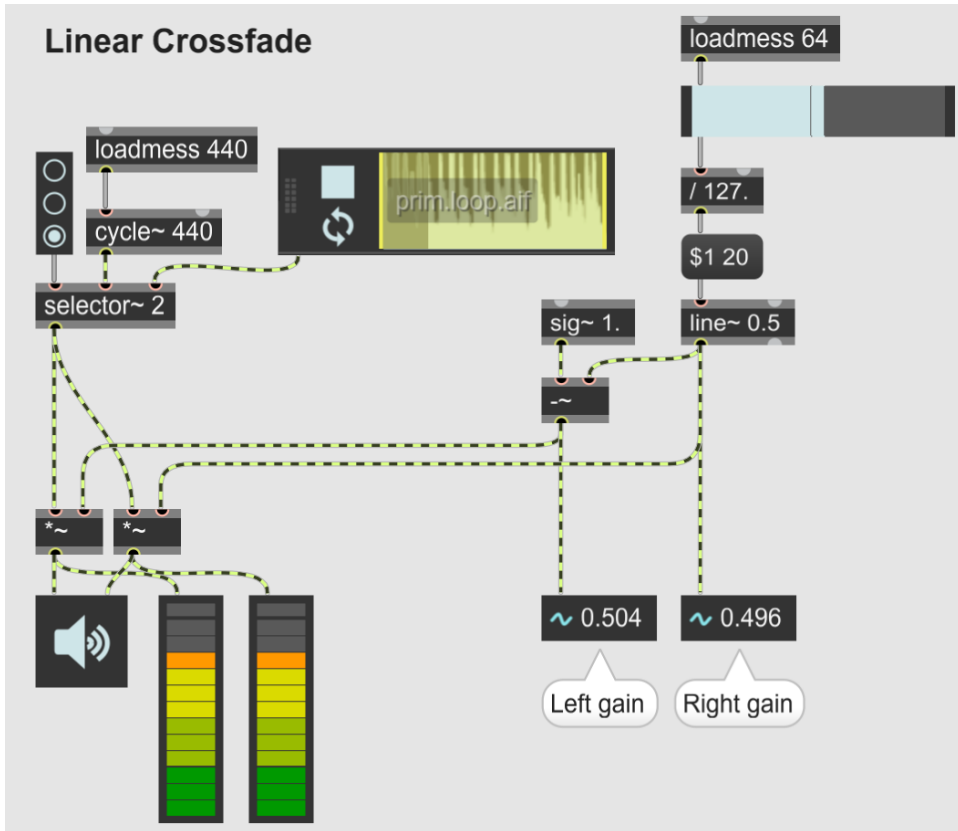 Linear Crossfade
loadmess 64
loadmess 440
prim.loop.aif
/ 127.
cycle~ 440
$1 20
selector~ 2
sig~ 1.
line~ 0.5
-~
*~
*~
0.504
0.496
Left gain
Right gain